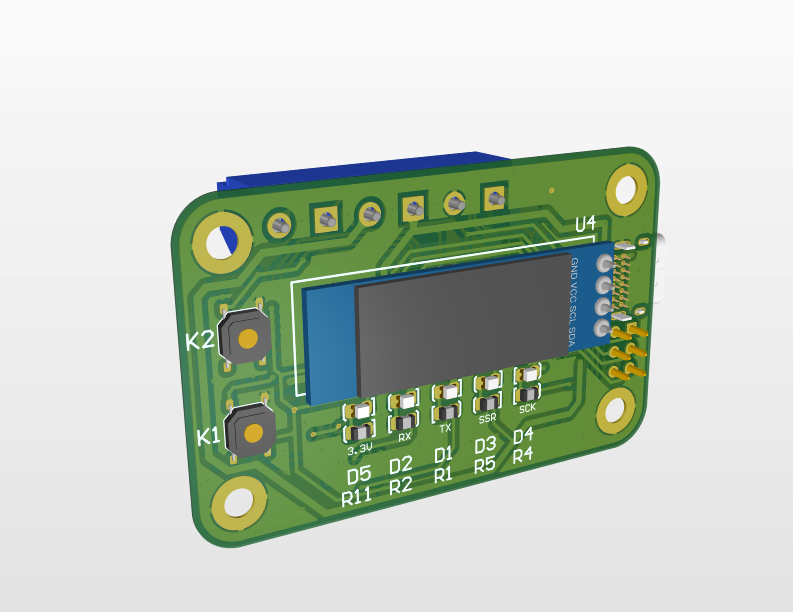 U4
GND VCC SCL SDA
K2
K1
3.3V
RX
TX
SSR
SCK
D5 D2 D1 D3 D4
R11 R2 R1 R5 R4